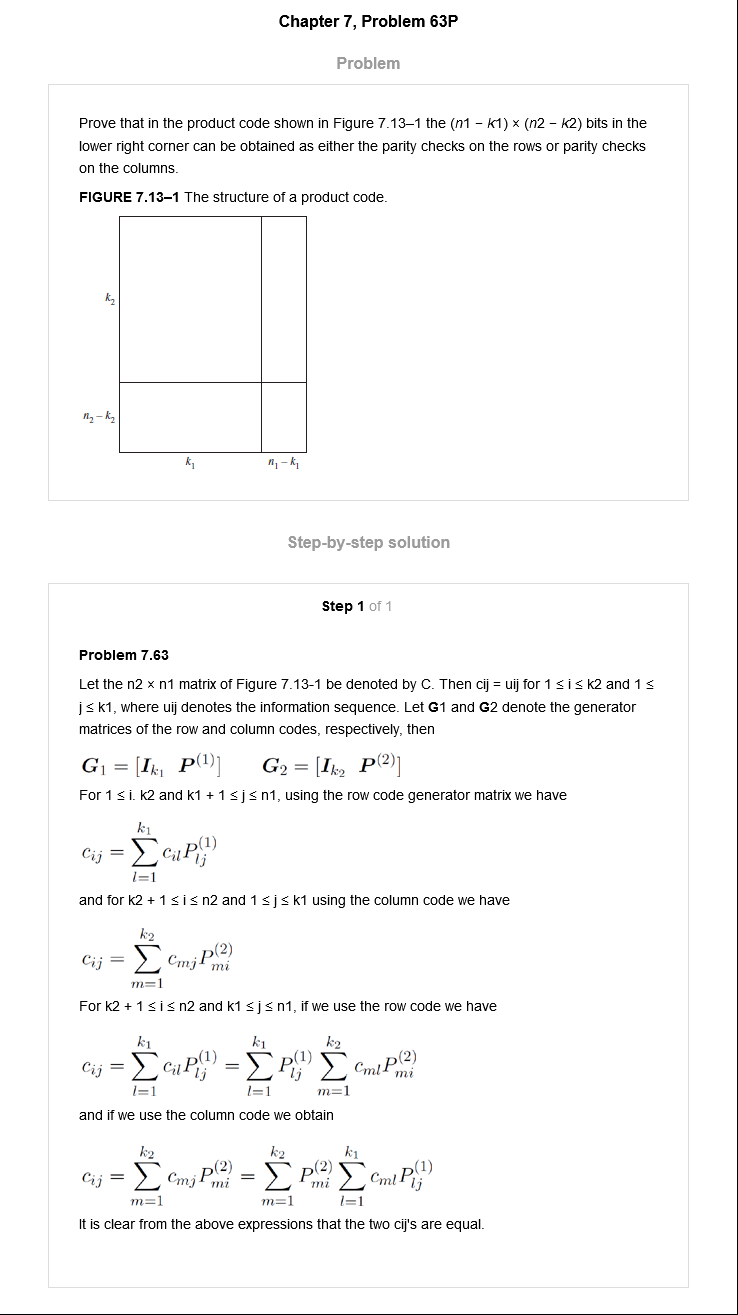 Chapter 7, Problem 63P
Problem
Prove that in the product code shown in Figure 7.13–1 the (n1 − k1) × (n2 − k2) bits in the
lower right corner can be obtained as either the parity checks on the rows or parity checks
on the columns.
FIGURE 7.13–1 The structure of a product code.
k₂
n₂ – k₂
k₁ n₁ – k₁
Step-by-step solution
Step 1 of 1
Problem 7.63
Let the n2 × n1 matrix of Figure 7.13-1 be denoted by C. Then cij = uij for 1 ≤ i ≤ k2 and 1 ≤
j ≤ k1, where uij denotes the information sequence. Let G1 and G2 denote the generator
matrices of the row and column codes, respectively, then
G₁ = [I_{k₁} P^{(1)}] G₂ = [I_{k₂} P^{(2)}]
For 1 ≤ i. k2 and k1 + 1 ≤ j ≤ n1, using the row code generator matrix we have
c_{ij} = \sum_{l=1}^{k_1} c_{il} P_{lj}^{(1)}
and for k2 + 1 ≤ i ≤ n2 and 1 ≤ j ≤ k1 using the column code we have
c_{ij} = \sum_{m=1}^{k_2} c_{mj} P_{mi}^{(2)}
For k2 + 1 ≤ i ≤ n2 and k1 ≤ j ≤ n1, if we use the row code we have
c_{ij} = \sum_{l=1}^{k_1} c_{il} P_{lj}^{(1)} = \sum_{l=1}^{k_1} P_{lj}^{(1)} \sum_{m=1}^{k_2} c_{ml} P_{mi}^{(2)}
and if we use the column code we obtain
c_{ij} = \sum_{m=1}^{k_2} c_{mj} P_{mi}^{(2)} = \sum_{m=1}^{k_2} P_{mi}^{(2)} \sum_{l=1}^{k_1} c_{ml} P_{lj}^{(1)}
It is clear from the above expressions that the two cij's are equal.